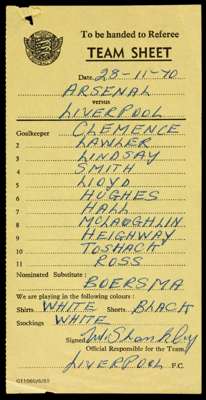 To be handed to Referee
TEAM SHEET
Date. 28-11-70
ARSENAL
versus
LIVERPOOL
Goalkeeper CLEMENCE
2 LAWLER
3 LINDSAY
4 SMITH
5 LLOYD
6 HUGHES
7 HALL
8 McLAUGHLIN
9 HEIGHWAY
10 TOSHACK
11 ROSS
Nominated Substitute:
BOERSMA
We are playing in the following colours:
Shirts WHITE Shorts BLACK
Stockings WHITE
Signed
Official Responsible for the Team
LIVERPOOL F.C.